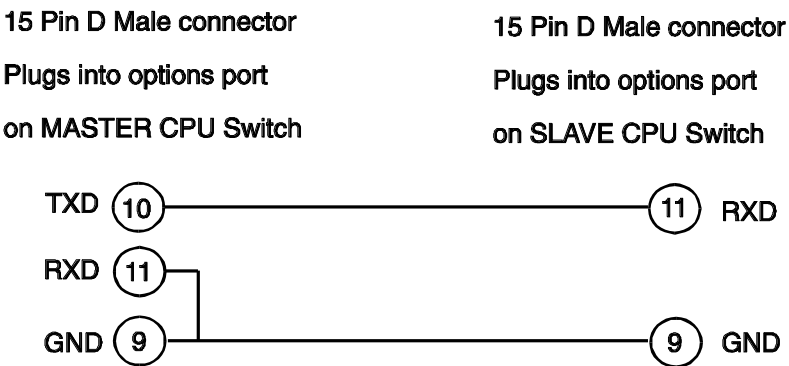 15 Pin D Male connector
Plugs into options port
on MASTER CPU Switch
15 Pin D Male connector
Plugs into options port
on SLAVE CPU Switch
TXD 10 11 RXD
RXD 11
GND 9 9 GND